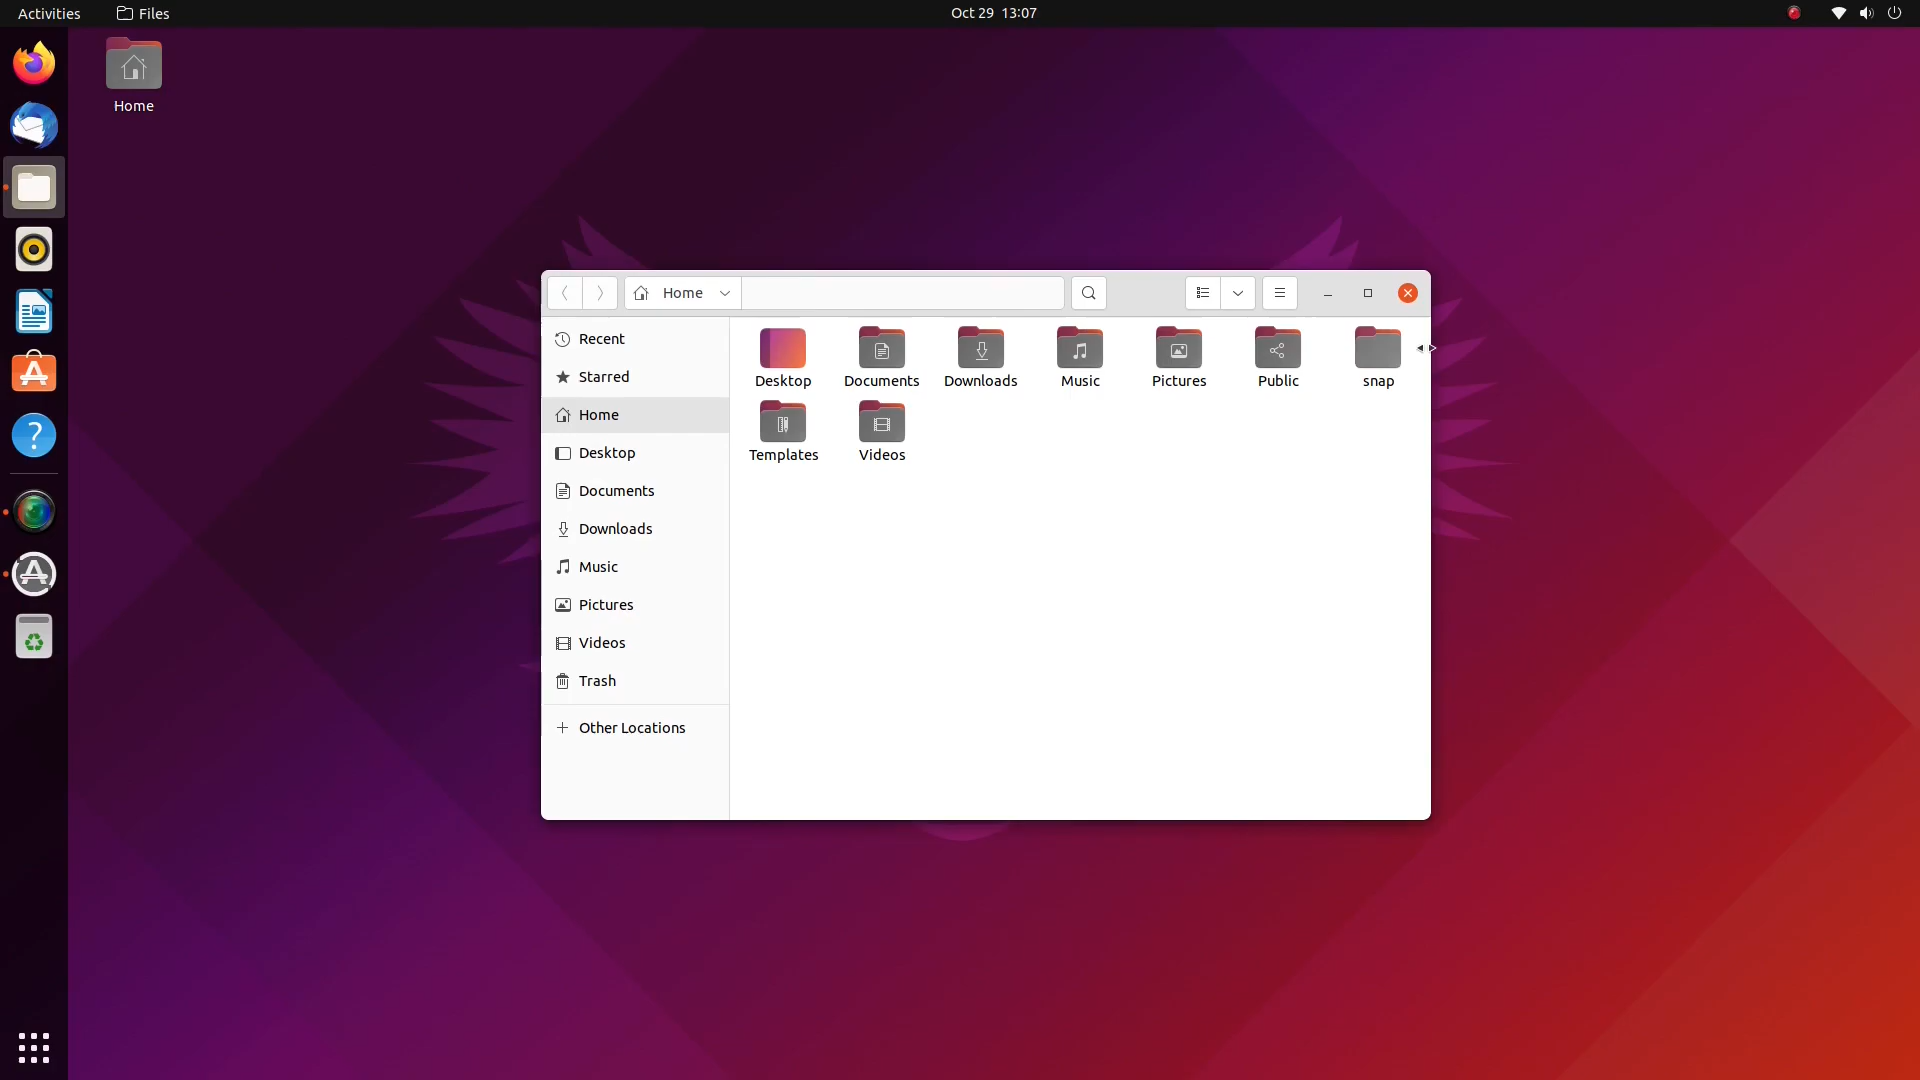 Activities Files Oct 29 13:07
Home
Home
Recent
Starred
Home
Desktop
Documents
Downloads
Music
Pictures
Videos
Trash
Other Locations
Desktop Documents Downloads Music Pictures Public snap
Templates Videos